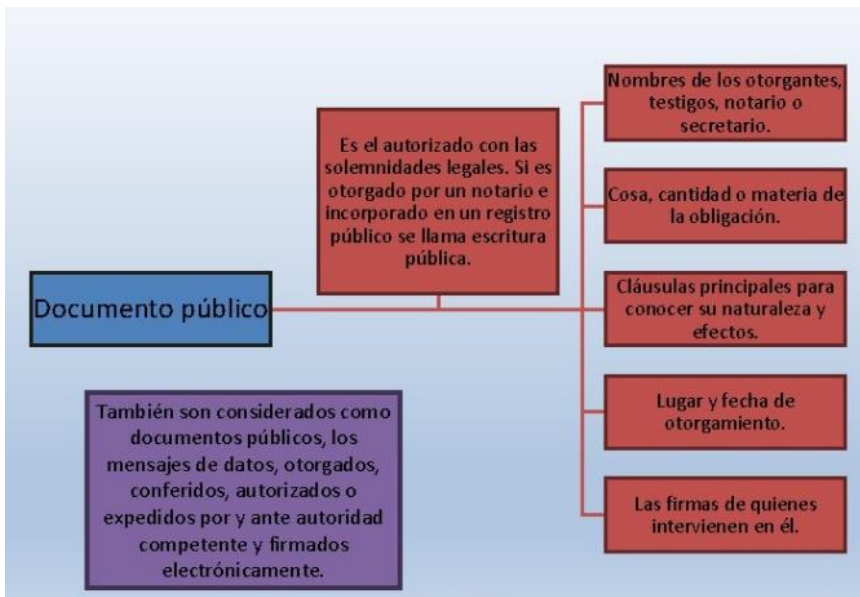 Documento público
Es el autorizado con las
solemnidades legales. Si es
otorgado por un notario e
incorporado en un registro
público se llama escritura
pública.
Nombres de los otorgantes,
testigos, notario o
secretario.
Cosa, cantidad o materia de
la obligación.
Cláusulas principales para
conocer su naturaleza y
efectos.
Lugar y fecha de
otorgamiento.
Las firmas de quienes
intervienen en él.
También son considerados como
documentos públicos, los
mensajes de datos, otorgados,
conferidos, autorizados o
expedidos por y ante autoridad
competente y firmados
electrónicamente.